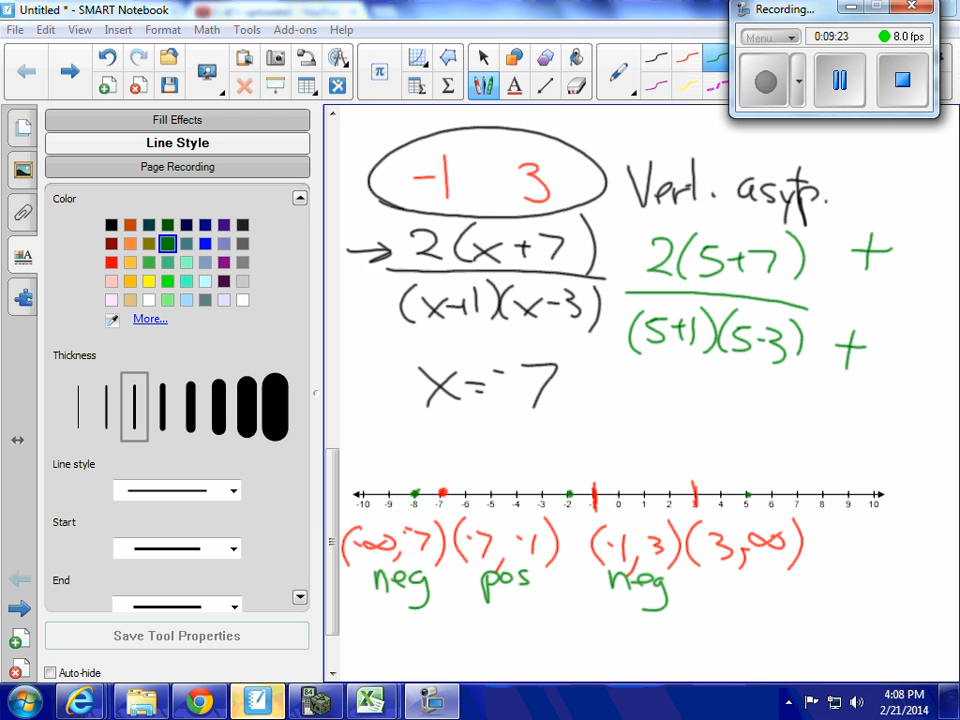 Untitled * - SMART Notebook
Recording...
File Edit View Insert Format Math Tools Add-ons Help
Menu 0:09:23 8.0 fps
π Σ A
Fill Effects
Line Style
Page Recording
Color
More...
Thickness
Line style
Start
End
Save Tool Properties
Auto-hide
-1 3 Vert. asyp.
2(x+7) 2(5+7) +
(x+1)(x-3) (5+1)(5-3) +
x=-7
-10 -9 -8 -7 -6 -5 -4 -3 -2 -1 0 1 2 3 4 5 6 7 8 9 10
(-∞,-7) (-7,-1) (-1,3) (3,∞)
neg pos neg
4:08 PM
2/21/2014